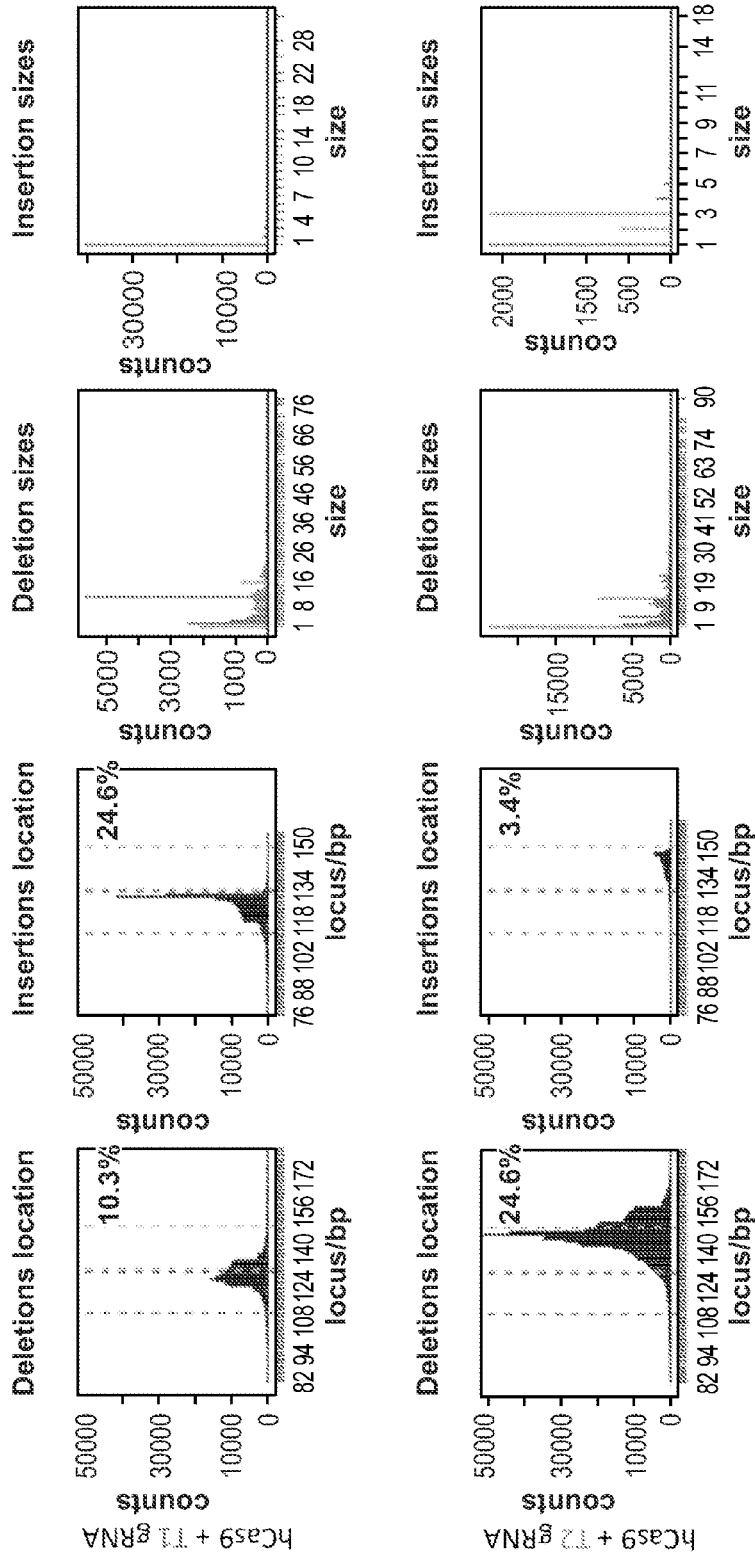 hCas9 + T1 gRNA
Deletions location
counts
50000
30000
10000
0
10.3%
82 94 108 124 140 156 172
locus/bp
Insertions location
counts
50000
30000
10000
0
24.6%
76 88 102 118 134 150
locus/bp
Deletion sizes
counts
5000
3000
1000
0
1 8 16 26 36 46 56 66 76
size
Insertion sizes
counts
30000
10000
0
1 4 7 10 14 18 22 28
size
hCas9 + T2 gRNA
Deletions location
counts
50000
30000
10000
0
24.6%
82 94 108 124 140 156 172
locus/bp
Insertions location
counts
50000
30000
10000
0
3.4%
76 88 102 118 134 150
locus/bp
Deletion sizes
counts
15000
5000
0
1 9 19 30 41 52 63 74 90
size
Insertion sizes
counts
2000
1500
500
0
1 3 5 7 9 11 14 18
size